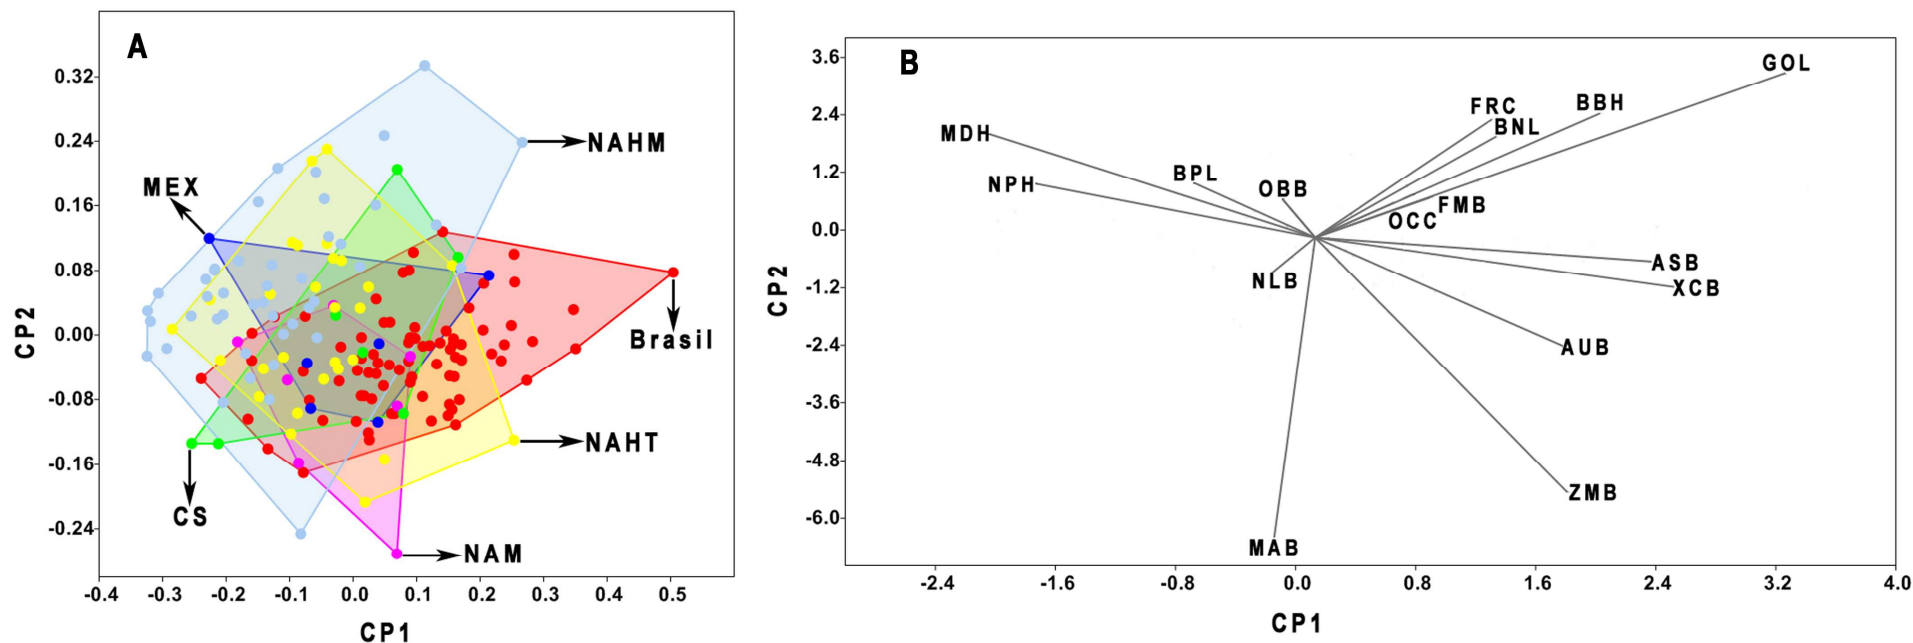 A
0.32
0.24
0.16
0.08
0.00
-0.08
-0.16
-0.24
CP2
NAHM
MEX
Brasil
NAHT
CS
NAM
-0.4 -0.3 -0.2 -0.1 0.0 0.1 0.2 0.3 0.4 0.5
CP1
B
3.6
2.4
1.2
0.0
-1.2
-2.4
-3.6
-4.8
-6.0
CP2
GOL
FRC
BBH
BNL
MDH
BPL
NPH
OBB
FMB
OCC
ASB
NLB
XCB
AUB
ZMB
MAB
-2.4 -1.6 -0.8 0.0 0.8 1.6 2.4 3.2 4.0
CP1